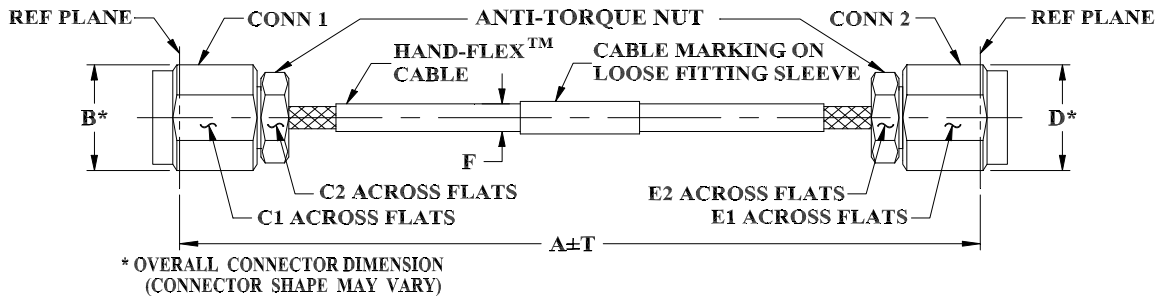 REF PLANE
CONN 1
ANTI-TORQUE NUT
CONN 2
REF PLANE
HAND-FLEX™
CABLE
CABLE MARKING ON
LOOSE FITTING SLEEVE
B*
D*
F
C2 ACROSS FLATS
E2 ACROSS FLATS
C1 ACROSS FLATS
E1 ACROSS FLATS
A±T
* OVERALL CONNECTOR DIMENSION
(CONNECTOR SHAPE MAY VARY)